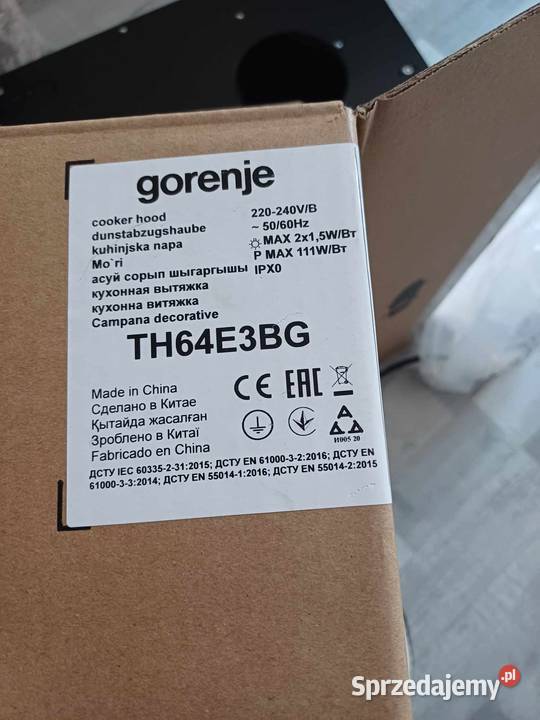 gorenje
cooker hood
dunstabzugshaube
kuhinjska napa
Mo`ri
асуй сорып шыгаргышы
кухонная вытяжка
кухонна витяжка
Campana decorative
220-240V/B
~ 50/60Hz
MAX 2x1,5W/Вт
P MAX 111W/Вт
IPX0
TH64E3BG
Made in China
Сделано в Китае
Қытайда жасалған
Зроблено в Китаї
Fabricado en China
CE EAC
И005 20
ДСТУ IEC 60335-2-31:2015; ДСТУ EN 61000-3-2:2016; ДСТУ EN
61000-3-3:2014; ДСТУ EN 55014-1:2016; ДСТУ EN 55014-2:2015
Sprzedajemy.pl